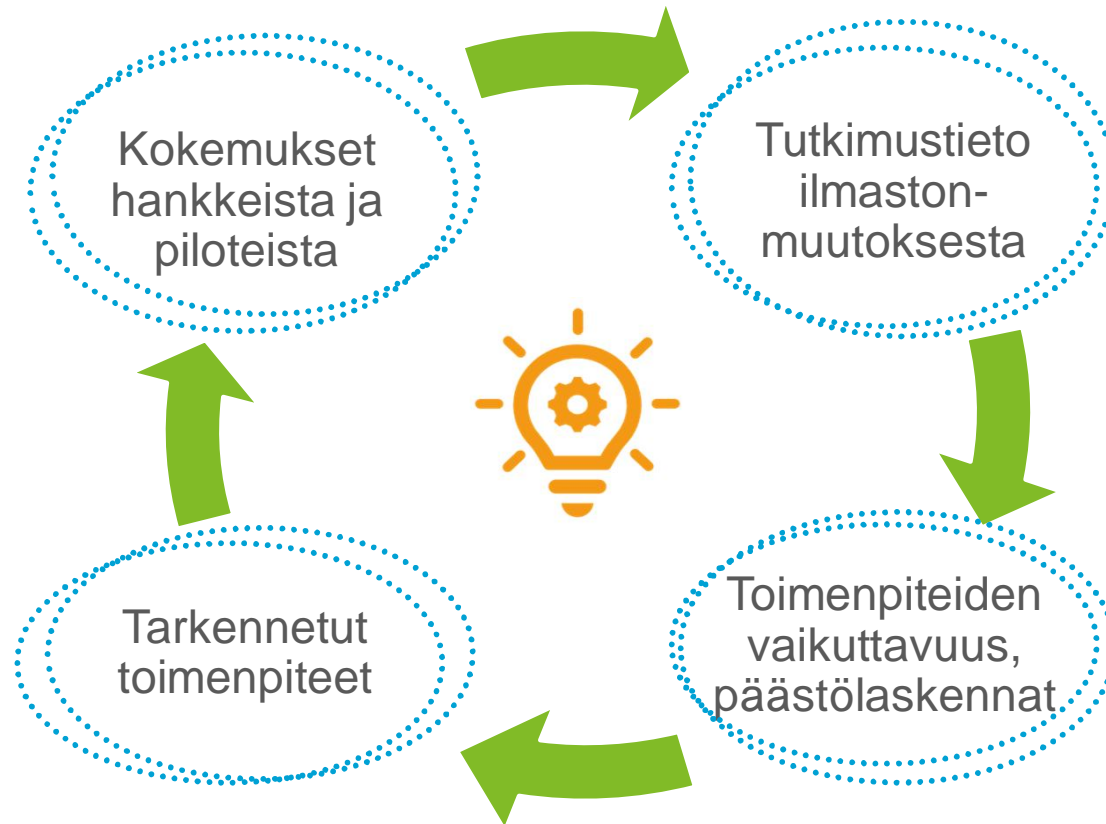 Kokemukset
hankkeista ja
piloteista
Tutkimustieto
ilmaston-
muutoksesta
Toimenpiteiden
vaikuttavuus,
päästölaskennat
Tarkennetut
toimenpiteet